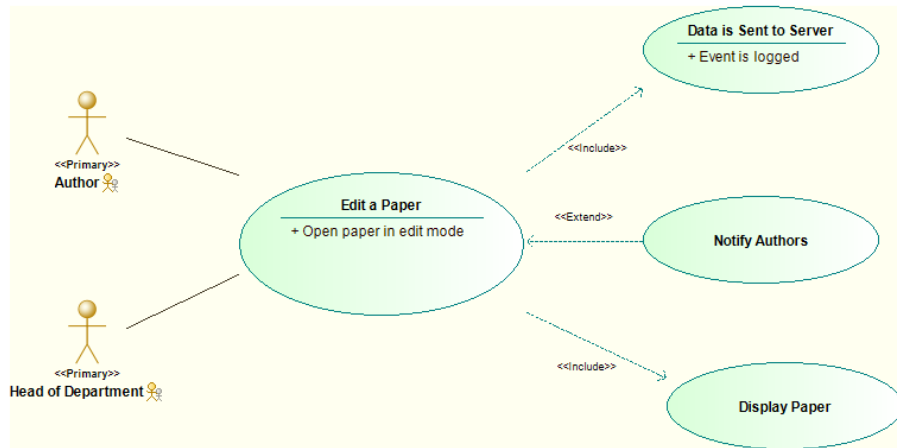 Data is Sent to Server
+ Event is logged
<<Primary>>
Author
<<Include>>
Edit a Paper
+ Open paper in edit mode
<<Extend>>
Notify Authors
<<Primary>>
Head of Department
<<Include>>
Display Paper